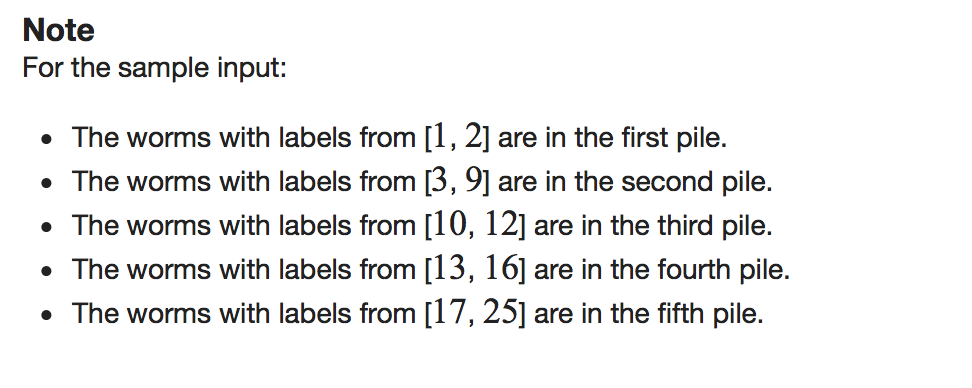 Note
For the sample input:
• The worms with labels from [1, 2] are in the first pile.
• The worms with labels from [3, 9] are in the second pile.
• The worms with labels from [10, 12] are in the third pile.
• The worms with labels from [13, 16] are in the fourth pile.
• The worms with labels from [17, 25] are in the fifth pile.